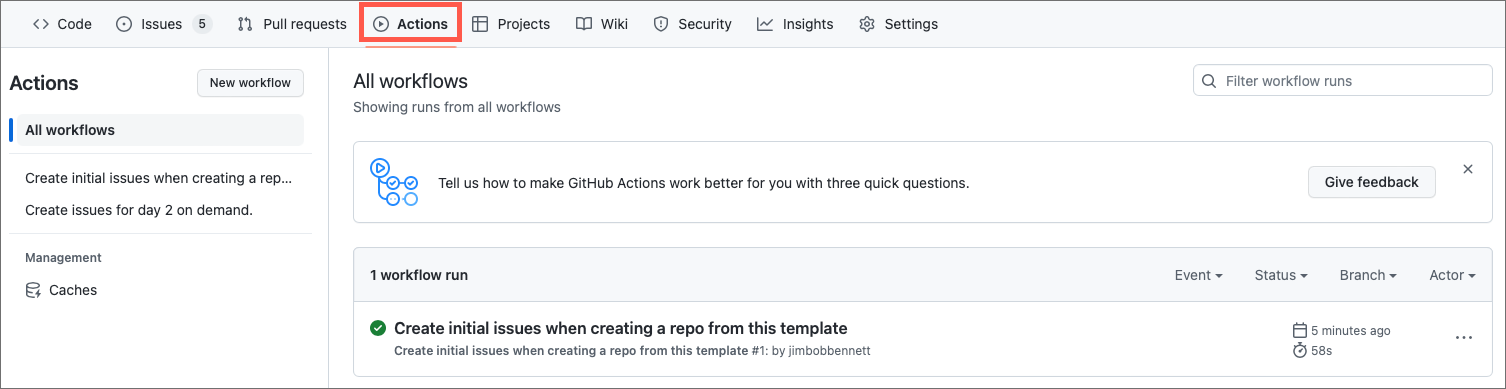 Code Issues 5 Pull requests Actions Projects Wiki Security Insights Settings
Actions New workflow
All workflows
Create initial issues when creating a rep...
Create issues for day 2 on demand.
Management
Caches
All workflows
Showing runs from all workflows
Filter workflow runs
Tell us how to make GitHub Actions work better for you with three quick questions.
Give feedback
1 workflow run Event Status Branch Actor
Create initial issues when creating a repo from this template
Create initial issues when creating a repo from this template #1: by jimbobbennett
5 minutes ago
58s